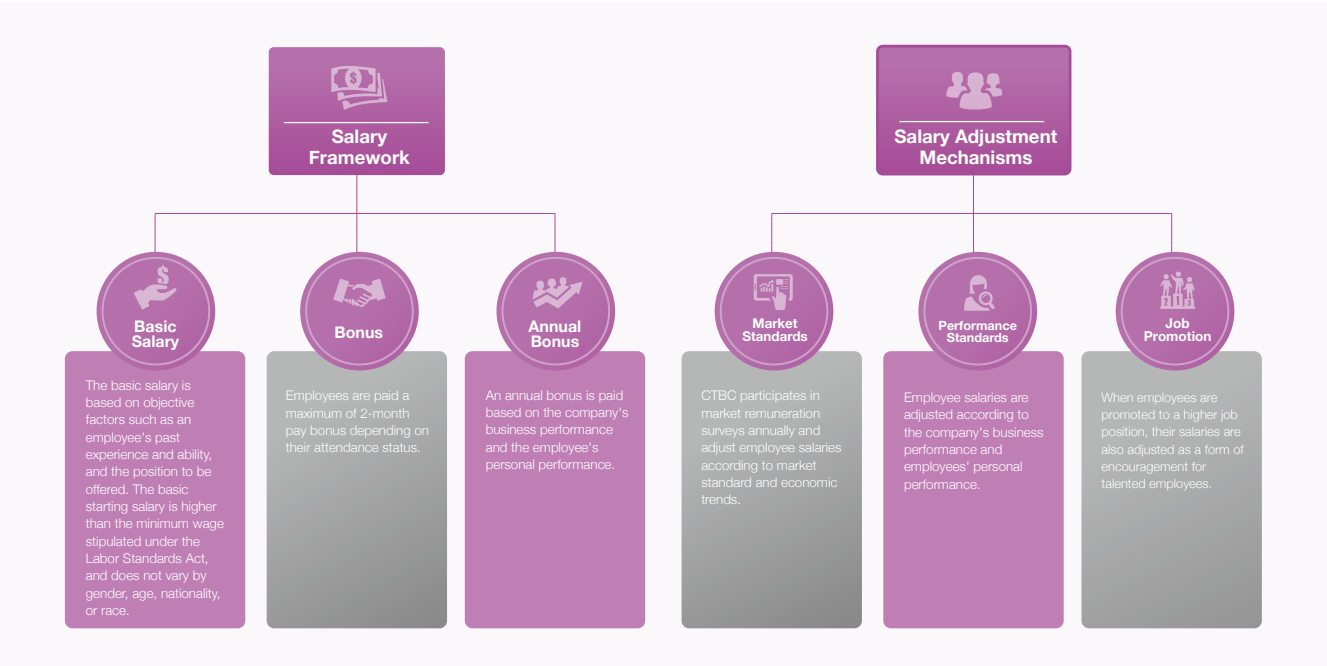 Salary
Framework
Basic
Salary
The basic salary is
based on objective
factors such as an
employee's past
experience and ability,
and the position to be
offered. The basic
starting salary is higher
than the minimum wage
stipulated under the
Labor Standards Act,
and does not vary by
gender, age, nationality,
or race.
Bonus
Employees are paid a
maximum of 2-month
pay bonus depending on
their attendance status.
Annual
Bonus
An annual bonus is paid
based on the company's
business performance
and the employee's
personal performance.
Salary Adjustment
Mechanisms
Market
Standards
CTBC participates in
market remuneration
surveys annually and
adjust employee salaries
according to market
standard and economic
trends.
Performance
Standards
Employee salaries are
adjusted according to
the company's business
performance and
employees' personal
performance.
2 1 3
Job
Promotion
When employees are
promoted to a higher job
position, their salaries are
also adjusted as a form of
encouragement for
talented employees.